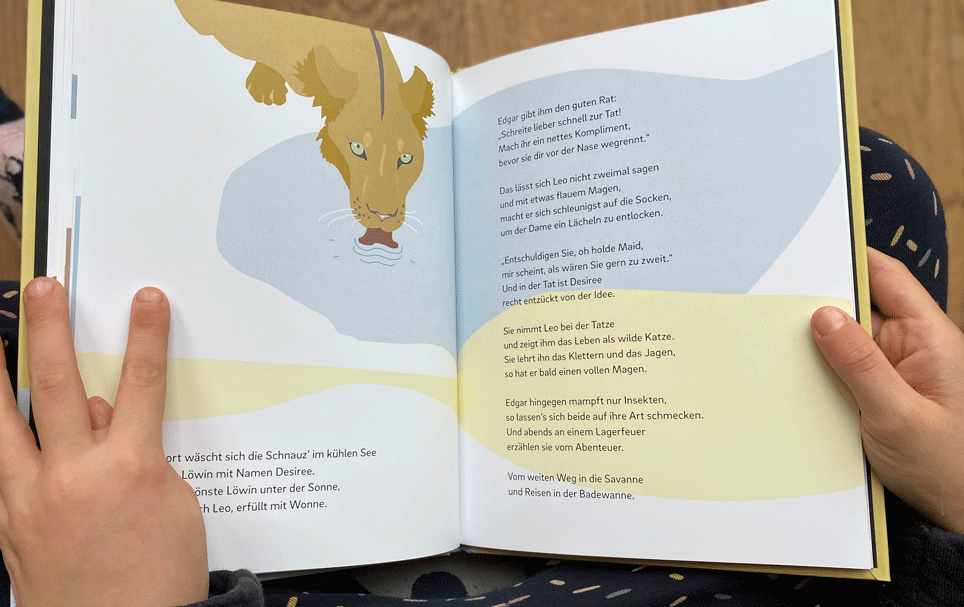 ort wäscht sich die Schnauz' im kühlen See
Löwin mit Namen Desiree.
önste Löwin unter der Sonne,
ch Leo, erfüllt mit Wonne.
Edgar gibt ihm den guten Rat:
„Schreite lieber schnell zur Tat!
Mach ihr ein nettes Kompliment,
bevor sie dir vor der Nase wegrennt.“
Das lässt sich Leo nicht zweimal sagen
und mit etwas flauem Magen,
macht er sich schleunigst auf die Socken,
um der Dame ein Lächeln zu entlocken.
„Entschuldigen Sie, oh holde Maid,
mir scheint, als wären Sie gern zu zweit.“
Und in der Tat ist Desiree
recht entzückt von der Idee.
Sie nimmt Leo bei der Tatze
und zeigt ihm das Leben als wilde Katze.
Sie lehrt ihn das Klettern und das Jagen,
so hat er bald einen vollen Magen.
Edgar hingegen mampft nur Insekten,
so lassen's sich beide auf ihre Art schmecken.
Und abends an einem Lagerfeuer
erzählen sie vom Abenteuer.
Vom weiten Weg in die Savanne
und Reisen in der Badewanne.